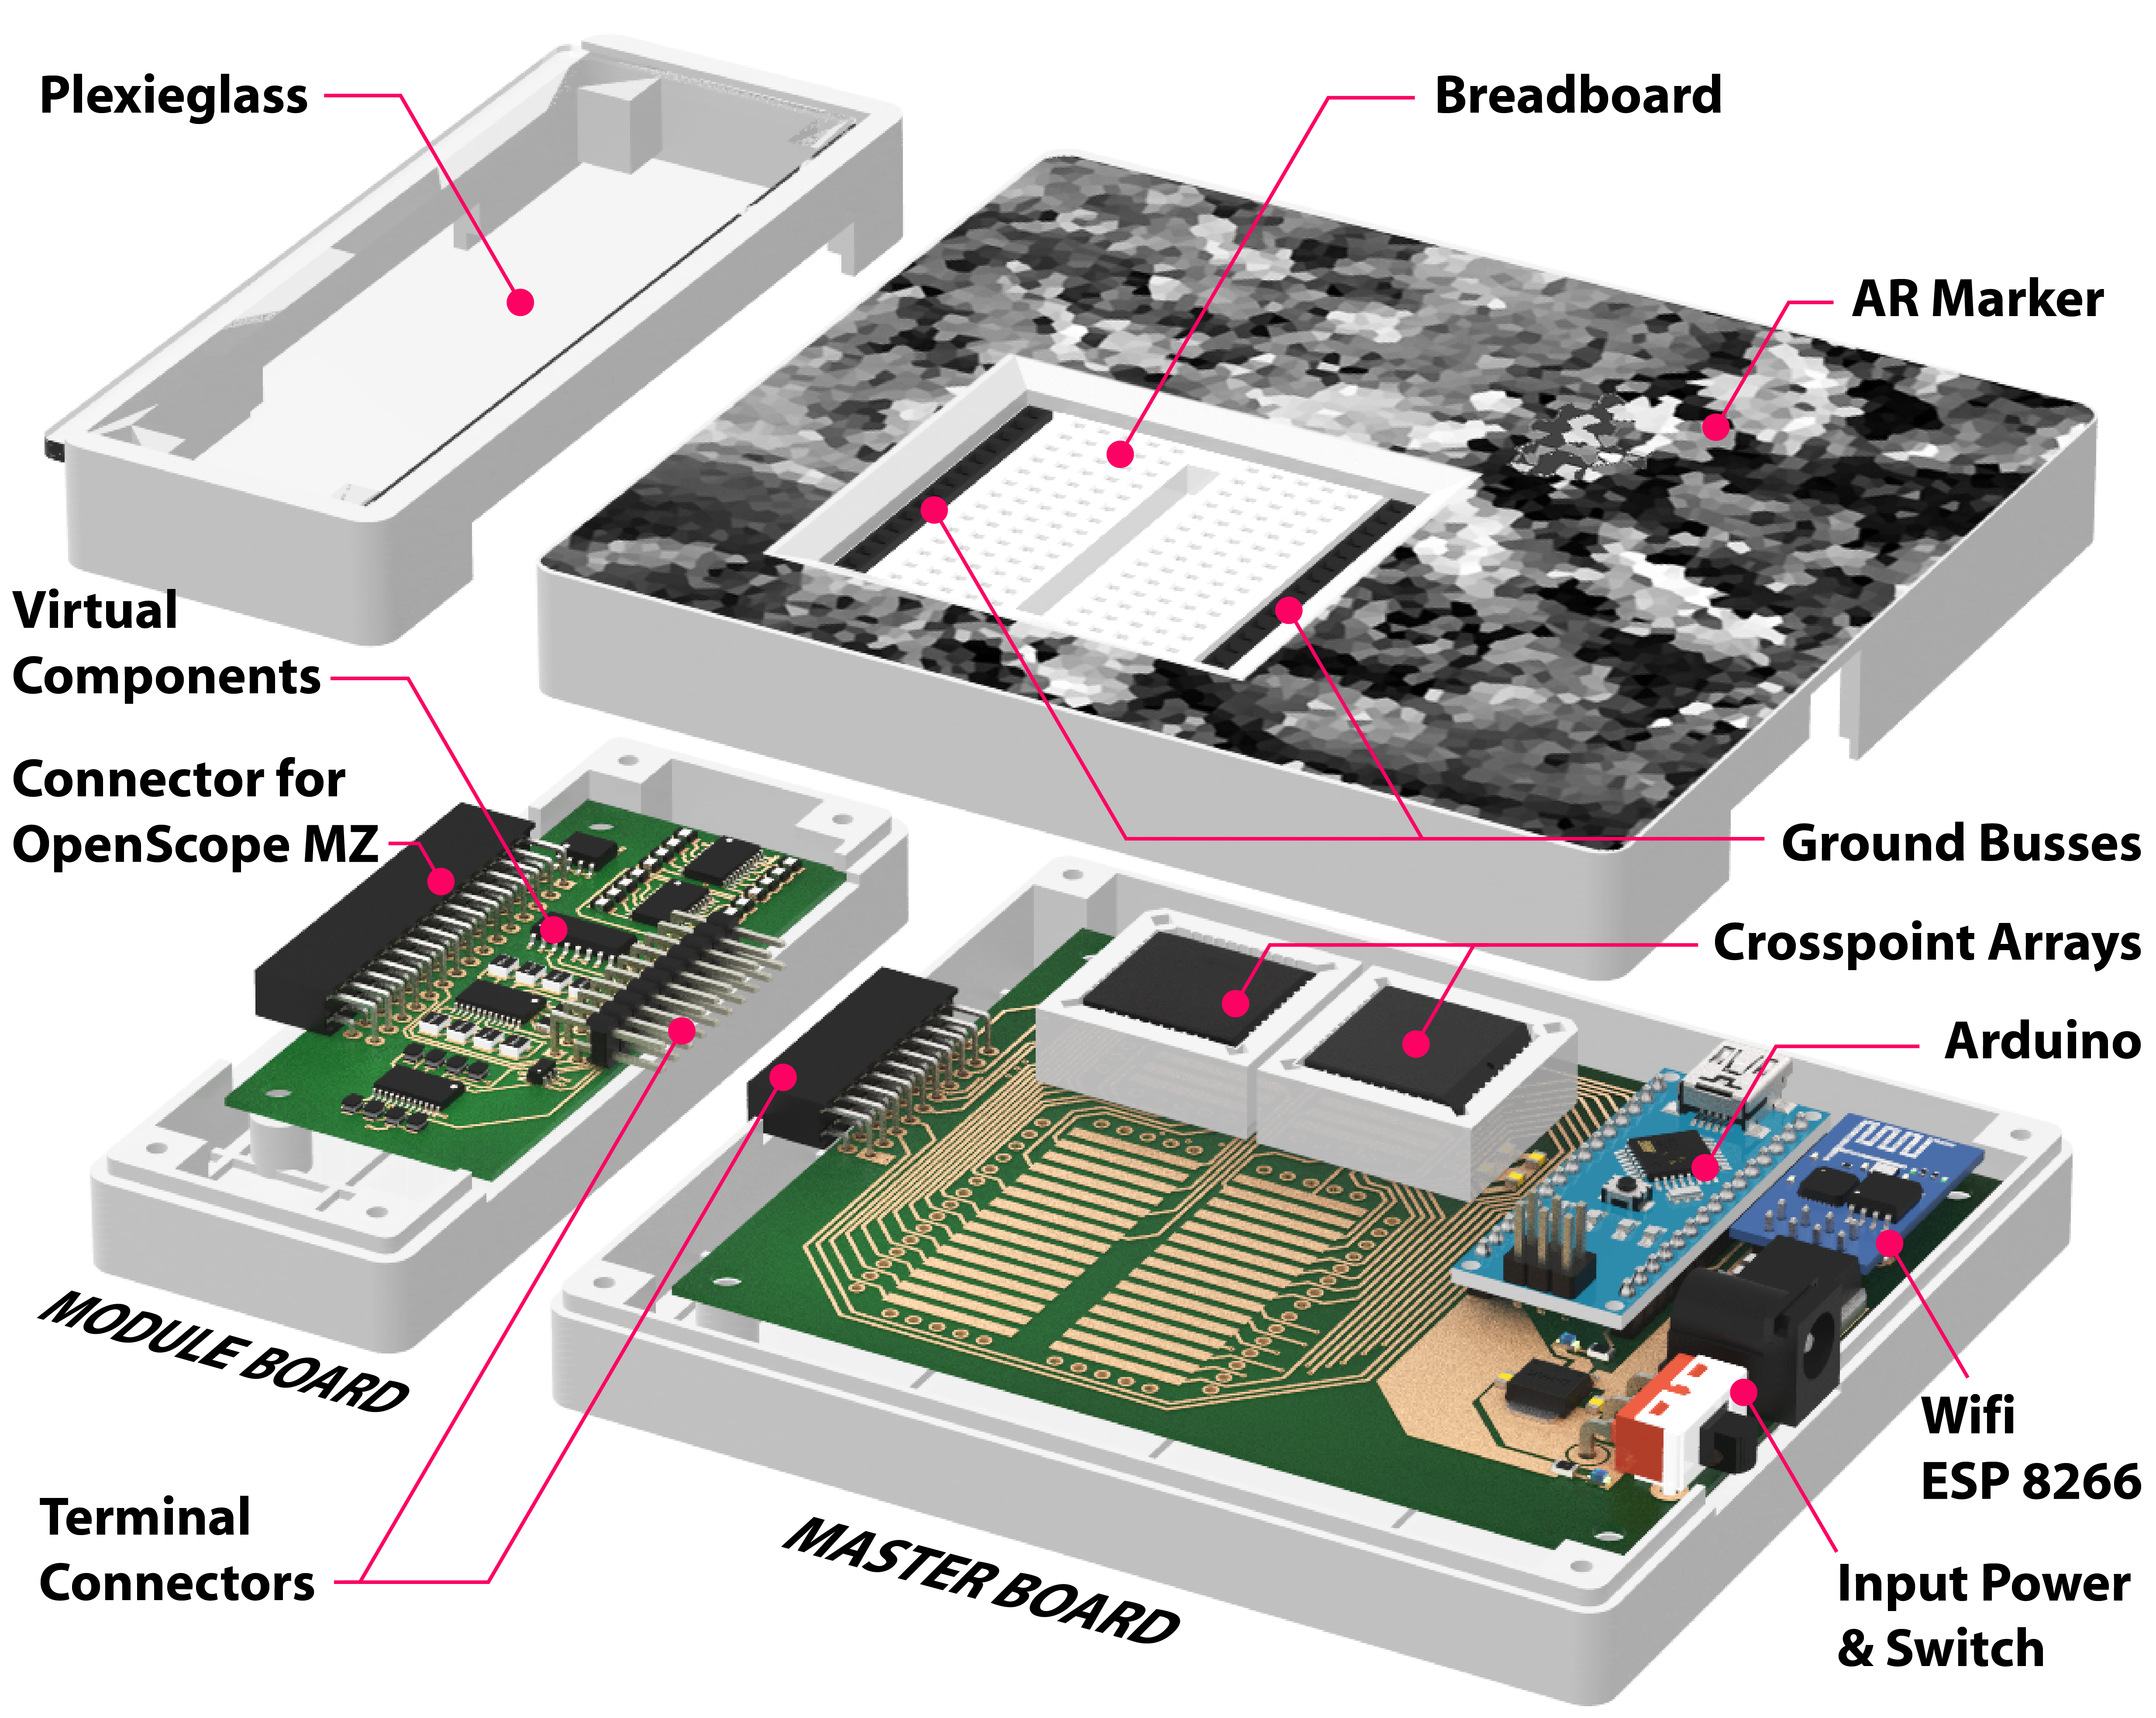 Plexieglass
Breadboard
AR Marker
Virtual
Components
Connector for
OpenScope MZ
Ground Busses
Crosspoint Arrays
Arduino
MODULE BOARD
Wifi
ESP 8266
Terminal
Connectors
MASTER BOARD
Input Power
& Switch